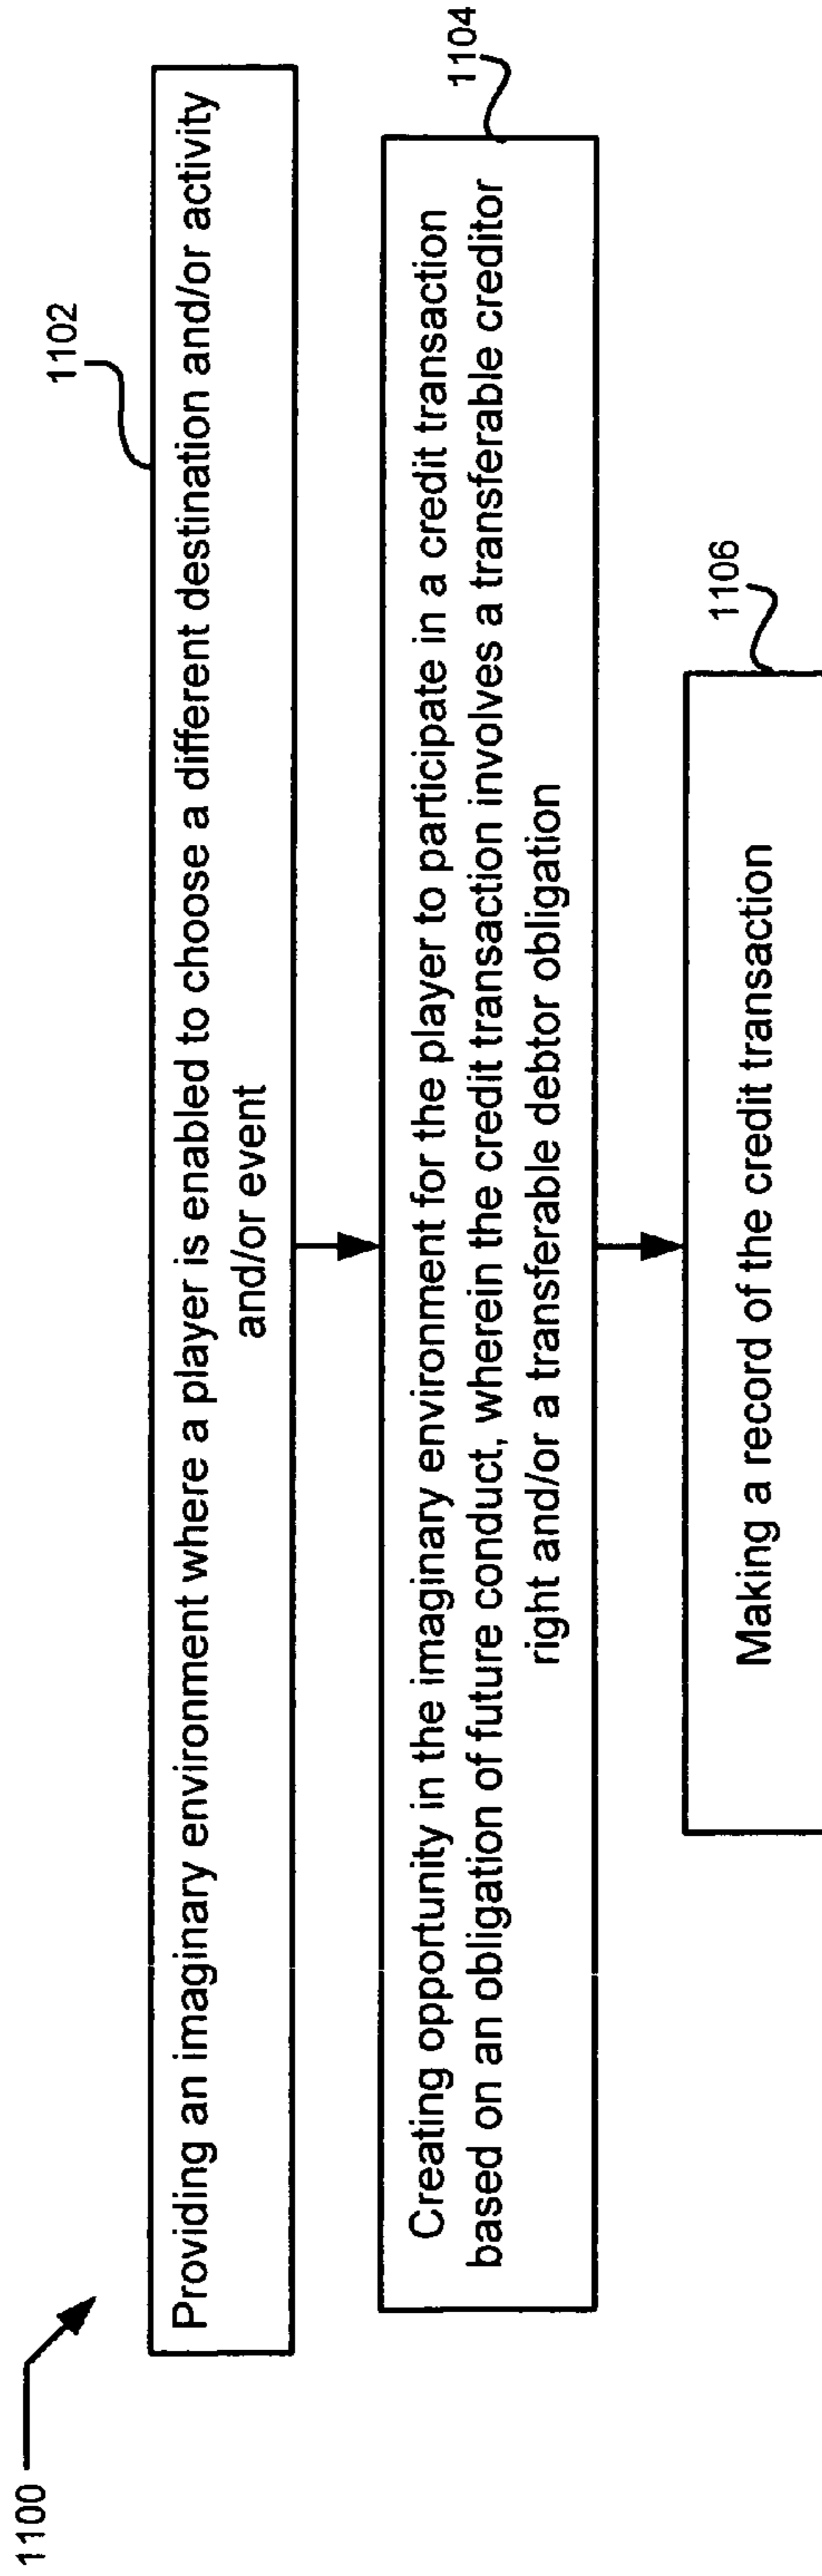 1100
1102
Providing an imaginary environment where a player is enabled to choose a different destination and/or activity
and/or event
1104
Creating opportunity in the imaginary environment for the player to participate in a credit transaction
based on an obligation of future conduct, wherein the credit transaction involves a transferable creditor
right and/or a transferable debtor obligation
1106
Making a record of the credit transaction